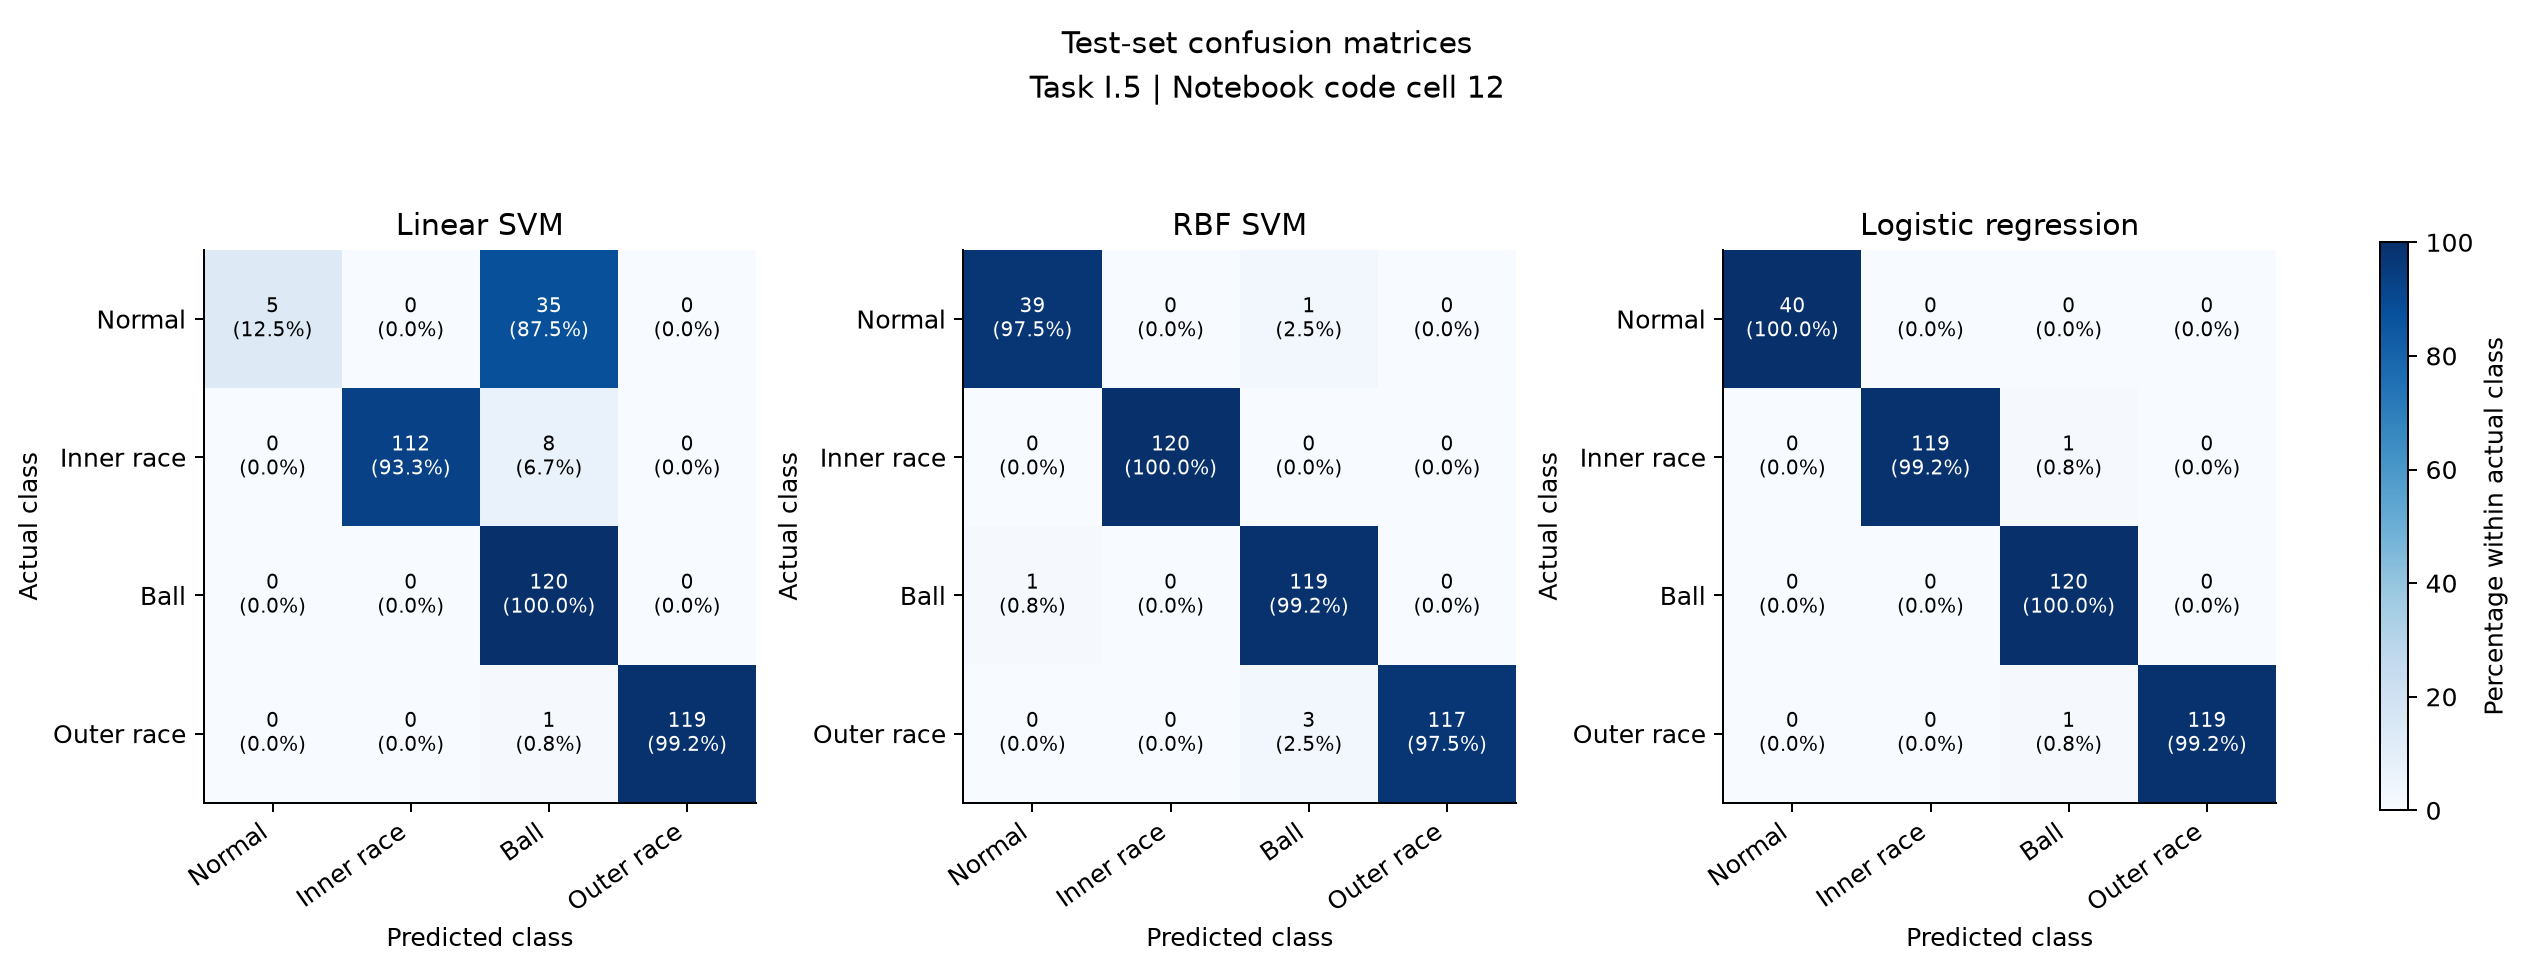 Test-set confusion matrices
Task I.5 | Notebook code cell 12
Linear SVM
Actual class
Normal
Inner race
Ball
Outer race
5 0 35 0
(12.5%) (0.0%) (87.5%) (0.0%)
0 112 8 0
(0.0%) (93.3%) (6.7%) (0.0%)
0 0 120 0
(0.0%) (0.0%) (100.0%) (0.0%)
0 0 1 119
(0.0%) (0.0%) (0.8%) (99.2%)
Normal
Inner race
Ball
Outer race
Predicted class
RBF SVM
Actual class
Normal
Inner race
Ball
Outer race
39 0 1 0
(97.5%) (0.0%) (2.5%) (0.0%)
0 120 0 0
(0.0%) (100.0%) (0.0%) (0.0%)
1 0 119 0
(0.8%) (0.0%) (99.2%) (0.0%)
0 0 3 117
(0.0%) (0.0%) (2.5%) (97.5%)
Normal
Inner race
Ball
Outer race
Predicted class
Logistic regression
Actual class
Normal
Inner race
Ball
Outer race
40 0 0 0
(100.0%) (0.0%) (0.0%) (0.0%)
0 119 1 0
(0.0%) (99.2%) (0.8%) (0.0%)
0 0 120 0
(0.0%) (0.0%) (100.0%) (0.0%)
0 0 1 119
(0.0%) (0.0%) (0.8%) (99.2%)
Normal
Inner race
Ball
Outer race
Predicted class
100
80
60
40
20
0
Percentage within actual class